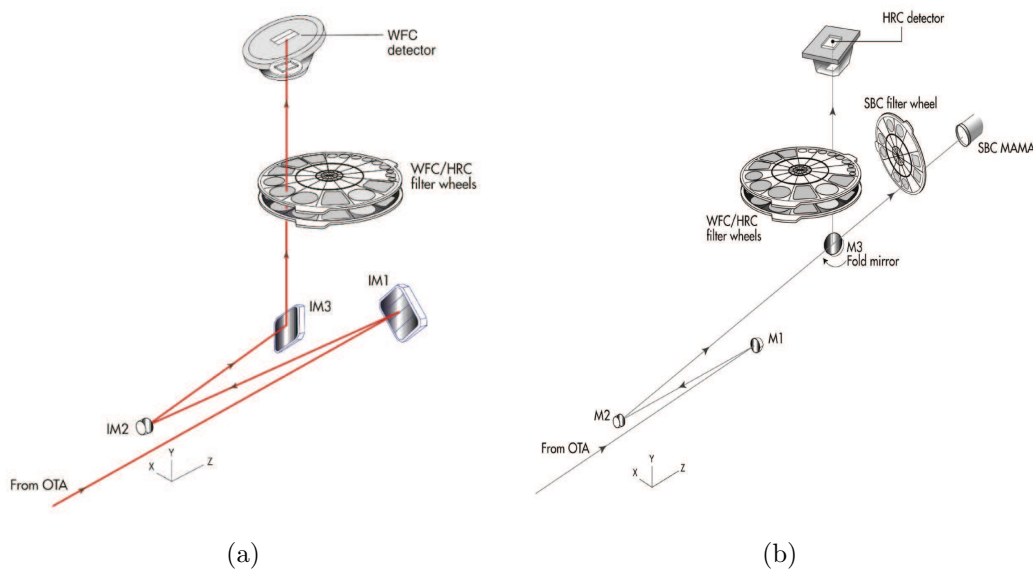 WFC
detector
WFC/HRC
filter wheels
IM1
IM3
IM2
Y
X
Z
From OTA
(a)
HRC detector
SBC filter wheel
SBC MAMA
WFC/HRC
filter wheels
M3
Fold mirror
M1
M2
From OTA
Y
X
Z
(b)